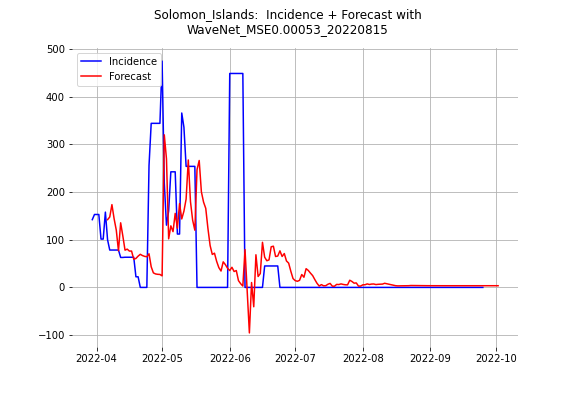 Solomon_Islands:  Incidence + Forecast with
WaveNet_MSE0.00053_20220815
Incidence
Forecast
500
400
300
200
100
0
−100
2022-04 2022-05 2022-06 2022-07 2022-08 2022-09 2022-10